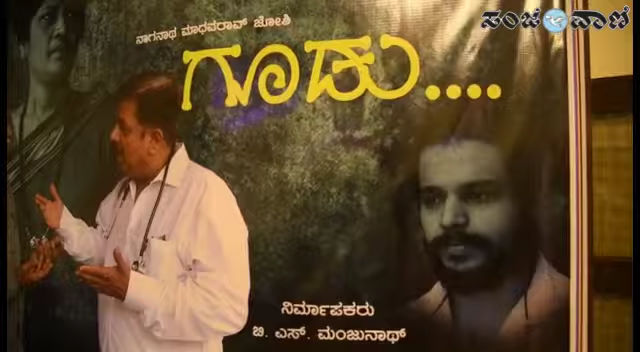 ಸಂಜೆವಾಣಿ
ನಾಗನಾಥ ಮಾಧವರಾವ್ ಜೋಶಿ
ಗೂಡು....
ನಿರ್ಮಾಪಕರು
ಬಿ. ಎಸ್. ಮಂಜುನಾಥ್